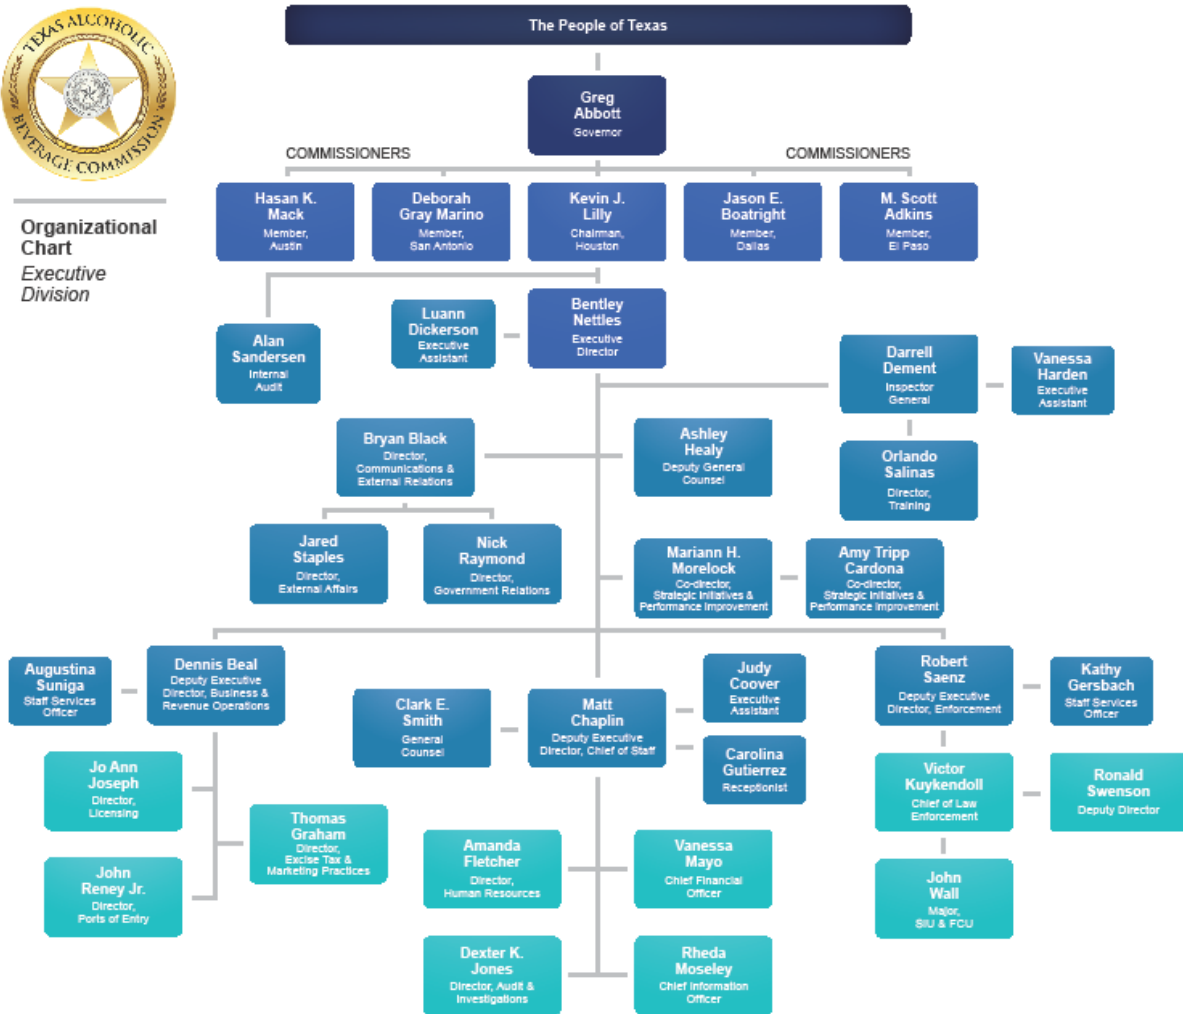 TEXAS ALCOHOLIC
BEVERAGE COMMISSION
Organizational
Chart
Executive
Division
The People of Texas
Greg
Abbott
Governor
COMMISSIONERS
COMMISSIONERS
Hasan K.
Mack
Member,
Austin
Deborah
Gray Marino
Member,
San Antonio
Kevin J.
Lilly
Chairman,
Houston
Jason E.
Boatright
Member,
Dallas
M. Scott
Adkins
Member,
El Paso
Alan
Sandersen
Internal
Audit
Luann
Dickerson
Executive
Assistant
Bentley
Nettles
Executive
Director
Darrell
Dement
Inspector
General
Vanessa
Harden
Executive
Assistant
Bryan Black
Director,
Communications &
External Relations
Ashley
Healy
Deputy General
Counsel
Orlando
Salinas
Director,
Training
Jared
Staples
Director,
External Affairs
Nick
Raymond
Director,
Government Relations
Mariann H.
Morelock
Co-director,
Strategic Initiatives &
Performance Improvement
Amy Tripp
Cardona
Co-director,
Strategic Initiatives &
Performance Improvement
Augustina
Suniga
Staff Services
Officer
Dennis Beal
Deputy Executive
Director, Business &
Revenue Operations
Clark E.
Smith
General
Counsel
Matt
Chaplin
Deputy Executive
Director, Chief of Staff
Judy
Coover
Executive
Assistant
Carolina
Gutierrez
Receptionist
Robert
Saenz
Deputy Executive
Director, Enforcement
Kathy
Gersbach
Staff Services
Officer
Jo Ann
Joseph
Director,
Licensing
Thomas
Graham
Director,
Excise Tax &
Marketing Practices
John
Reney Jr.
Director,
Ports of Entry
Amanda
Fletcher
Director,
Human Resources
Vanessa
Mayo
Chief Financial
Officer
Dexter K.
Jones
Director, Audit &
Investigations
Rheda
Moseley
Chief Information
Officer
Victor
Kuykendoll
Chief of Law
Enforcement
Ronald
Swenson
Deputy Director
John
Wall
Major,
SIU & FCU